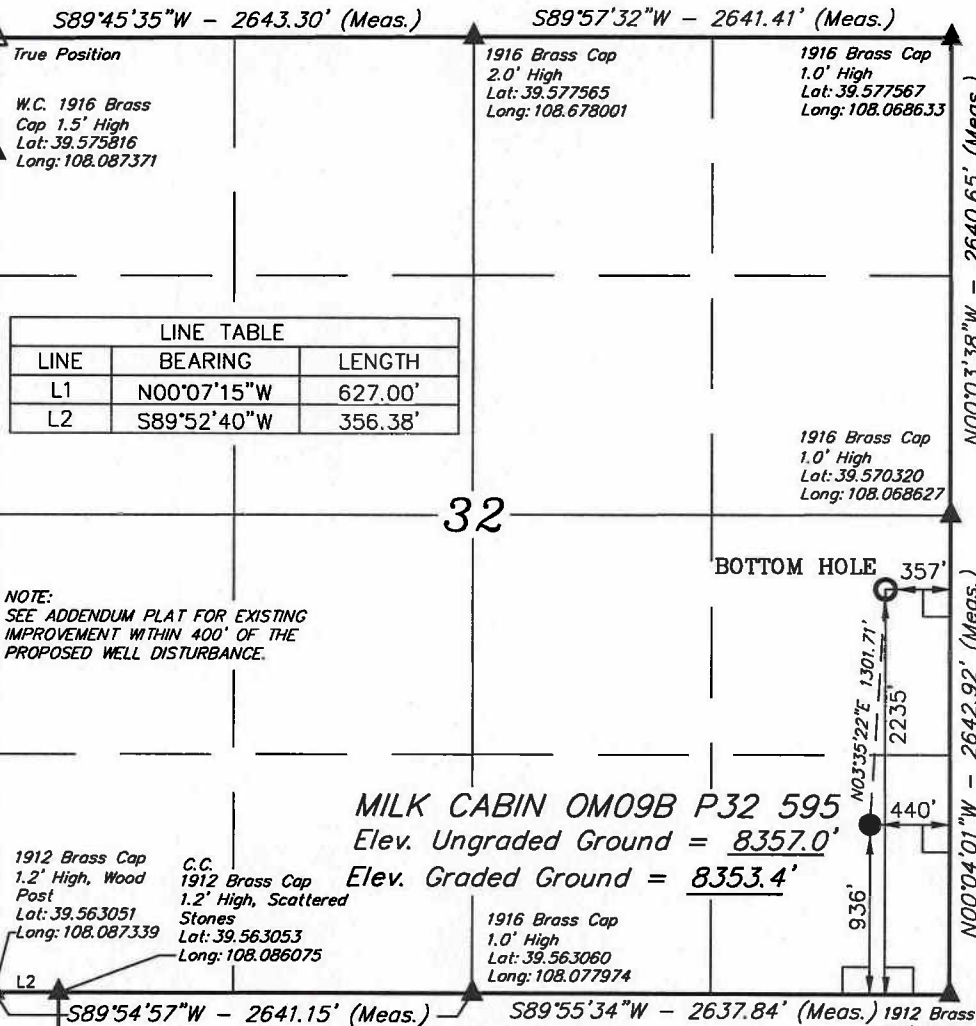 S89°45'35"W - 2643.30' (Meas.)
S89°57'32"W - 2641.41' (Meas.)
True Position
W.C. 1916 Brass
Cap 1.5' High
Lat: 39.575816
Long: 108.087371
1916 Brass Cap
2.0' High
Lat: 39.577565
Long: 108.678001
1916 Brass Cap
1.0' High
Lat: 39.577567
Long: 108.068633
N00°03'38"W - 2640.65' (Meas.)
LINE TABLE
LINE BEARING LENGTH
L1 N00°07'15"W 627.00'
L2 S89°52'40"W 356.38'
1916 Brass Cap
1.0' High
Lat: 39.570320
Long: 108.068627
32
BOTTOM HOLE
357'
NOTE:
SEE ADDENDUM PLAT FOR EXISTING
IMPROVEMENT WITHIN 400' OF THE
PROPOSED WELL DISTURBANCE.
N03°35'22"E 1301.71'
2235'
N00°04'01"W - 2642.92' (Meas.)
MILK CABIN OM09B P32 595
Elev. Ungraded Ground = 8357.0'
Elev. Graded Ground = 8353.4'
440'
936'
1912 Brass Cap
1.2' High, Wood
Post
Lat: 39.563051
Long: 108.087339
C.C.
1912 Brass Cap
1.2' High, Scattered
Stones
Lat: 39.563053
Long: 108.086075
1916 Brass Cap
1.0' High
Lat: 39.563060
Long: 108.077974
L2
S89°54'57"W - 2641.15' (Meas.)
S89°55'34"W - 2637.84' (Meas.)
1912 Brass